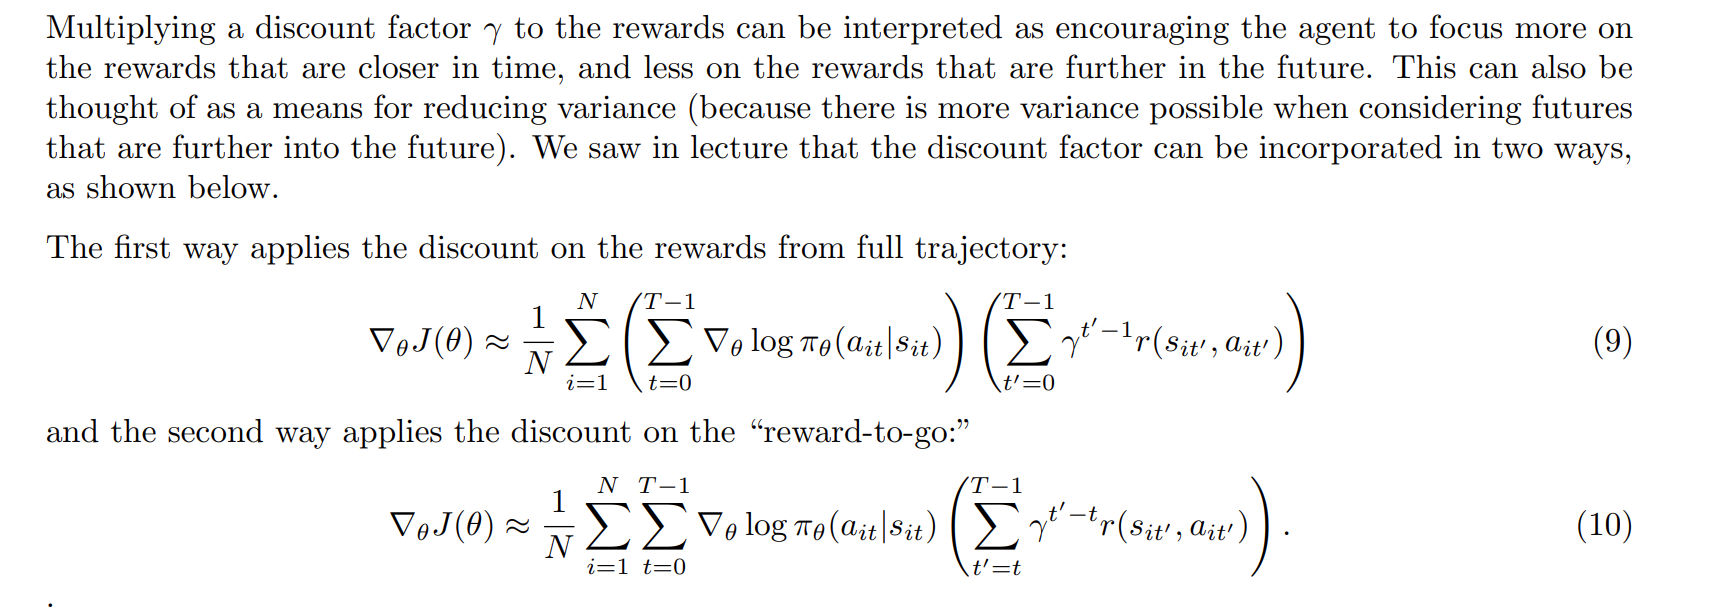 Multiplying a discount factor γ to the rewards can be interpreted as encouraging the agent to focus more on
the rewards that are closer in time, and less on the rewards that are further in the future. This can also be
thought of as a means for reducing variance (because there is more variance possible when considering futures
that are further into the future). We saw in lecture that the discount factor can be incorporated in two ways,
as shown below.
The first way applies the discount on the rewards from full trajectory:
$$\nabla_\theta J(\theta) \approx \frac{1}{N} \sum_{i=1}^{N} \left( \sum_{t=0}^{T-1} \nabla_\theta \log \pi_\theta(a_{it}|s_{it}) \right) \left( \sum_{t'=0}^{T-1} \gamma^{t'-1} r(s_{it'}, a_{it'}) \right) \quad (9)$$
and the second way applies the discount on the “reward-to-go:”
$$\nabla_\theta J(\theta) \approx \frac{1}{N} \sum_{i=1}^{N} \sum_{t=0}^{T-1} \nabla_\theta \log \pi_\theta(a_{it}|s_{it}) \left( \sum_{t'=t}^{T-1} \gamma^{t'-t} r(s_{it'}, a_{it'}) \right). \quad (10)$$
.